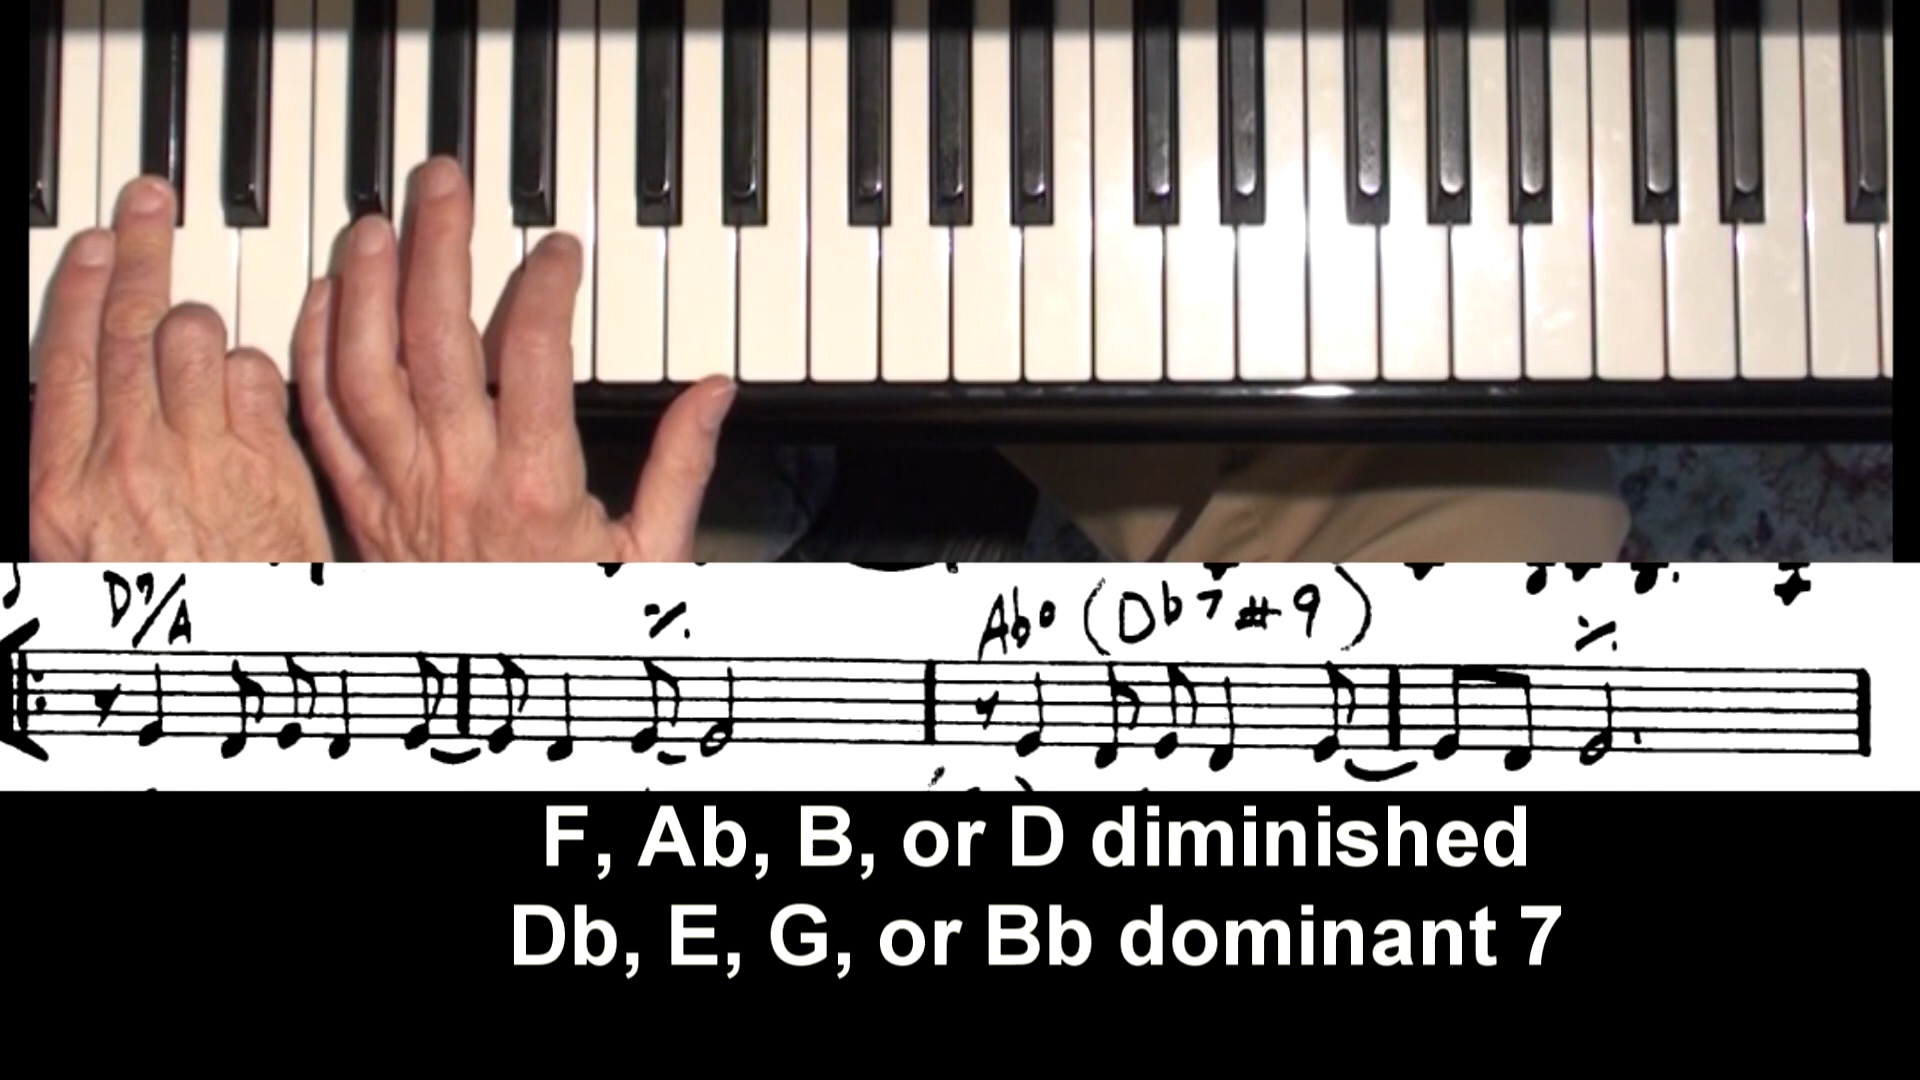 D7/A ٪ Abo (Db7#9) ٪
F, Ab, B, or D diminished
Db, E, G, or Bb dominant 7